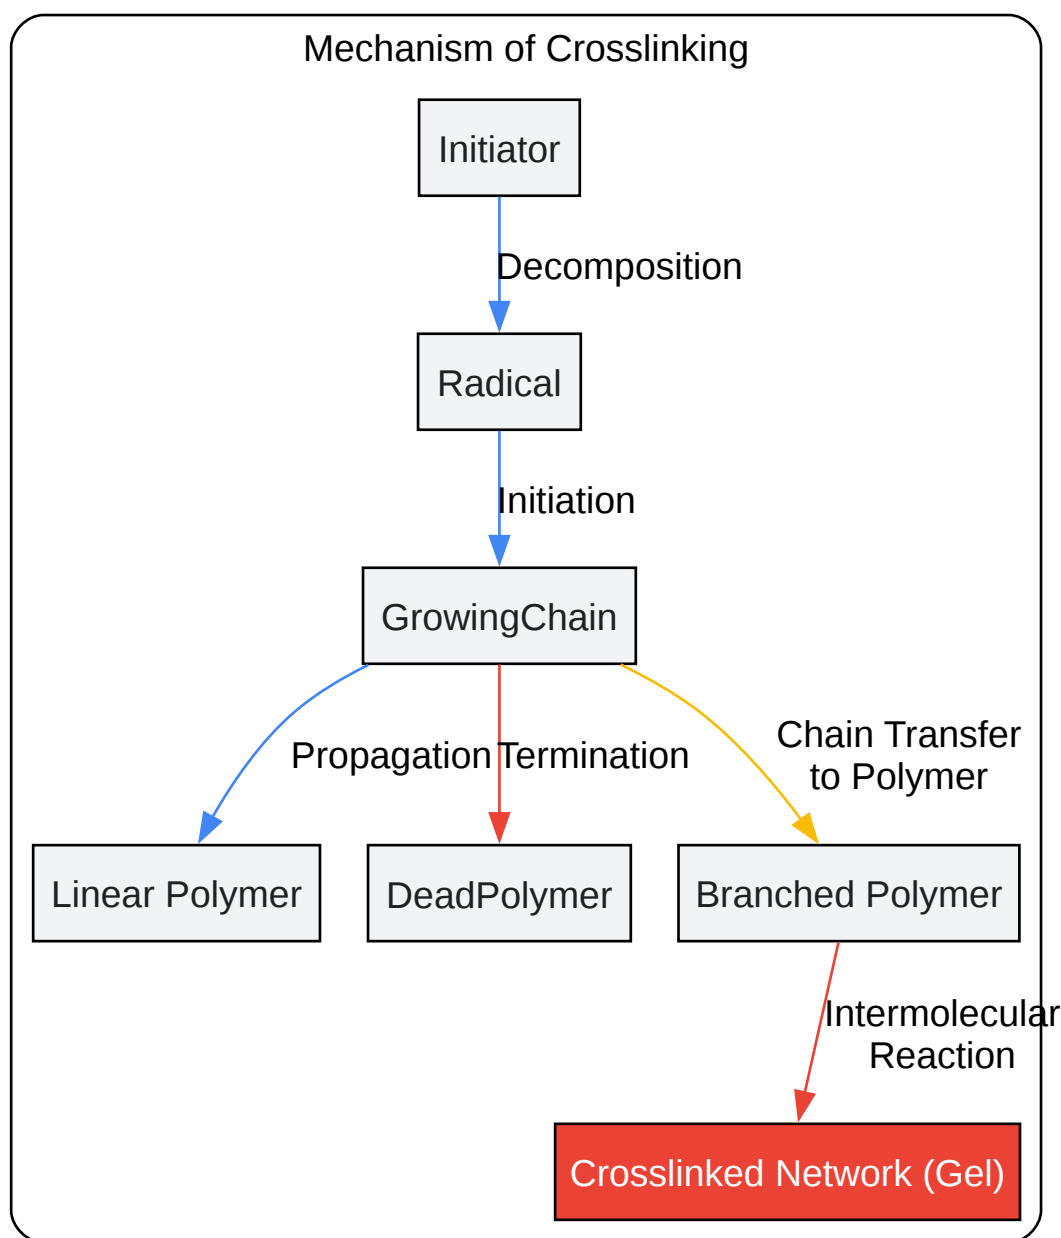 Mechanism of Crosslinking
Initiator
Decomposition
Radical
Initiation
GrowingChain
Propagation
Termination
Chain Transfer
to Polymer
Linear Polymer
DeadPolymer
Branched Polymer
Intermolecular
Reaction
Crosslinked Network (Gel)